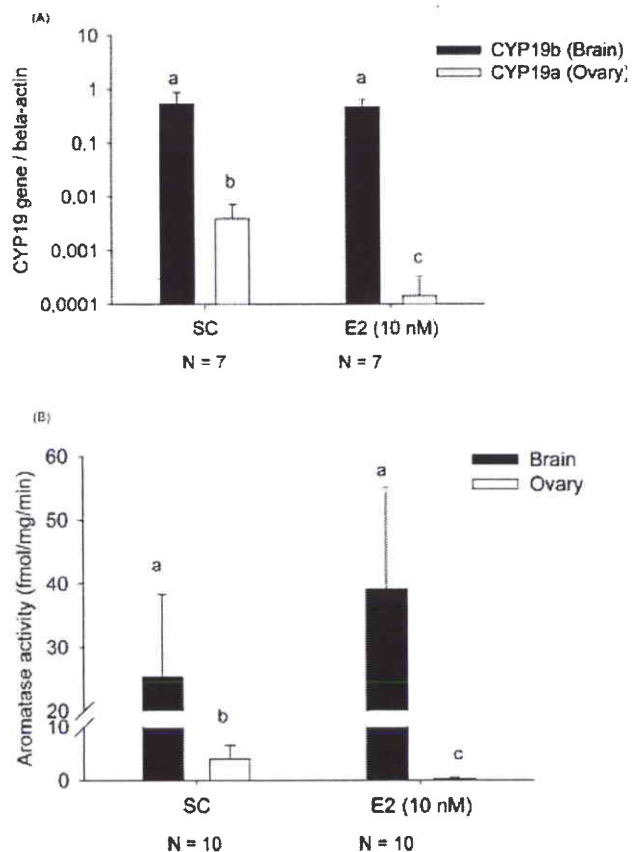 (A)
CYP19b (Brain)
CYP19a (Ovary)
CYP19 gene / beta-actin
1
0.1
0.01
0.001
0.0001
a
b
a
c
SC
E2 (10 nM)
N = 7
N = 7
(B)
Brain
Ovary
Aromatase activity (fmol/mg/min)
60
50
40
30
20
10
0
a
b
a
c
SC
E2 (10 nM)
N = 10
N = 10